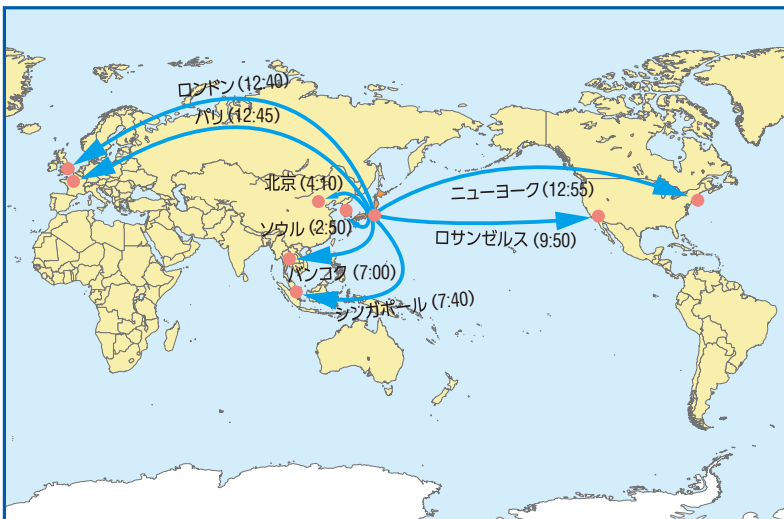 ロンドン(12:40)
パリ(12:45)
北京(4:10)
ニューヨーク(12:55)
ソウル(2:50)
ロサンゼルス(9:50)
バンコク(7:00)
シンガポール(7:40)